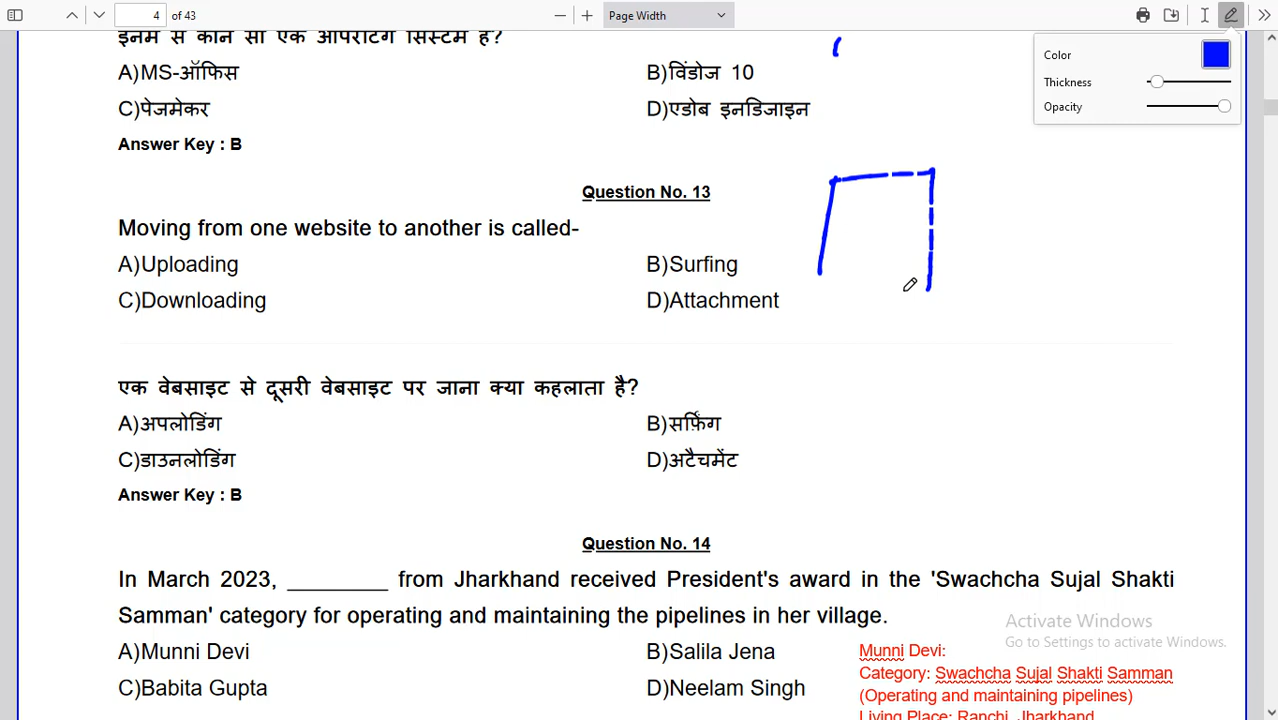 4 of 43
Page Width
Color
Thickness
Opacity
इनमें से कौन सा एक ऑपरेटिंग सिस्टम है?
A)MS-ऑफिस
B)विंडोज 10
C)पेजमेकर
D)एडोब इनडिजाइन
Answer Key : B
Question No. 13
Moving from one website to another is called-
A)Uploading
B)Surfing
C)Downloading
D)Attachment
एक वेबसाइट से दूसरी वेबसाइट पर जाना क्या कहलाता है?
A)अपलोडिंग
B)सर्फ़िंग
C)डाउनलोडिंग
D)अटैचमेंट
Answer Key : B
Question No. 14
In March 2023, ________ from Jharkhand received President's award in the 'Swachcha Sujal Shakti
Samman' category for operating and maintaining the pipelines in her village.
A)Munni Devi
B)Salila Jena
C)Babita Gupta
D)Neelam Singh
Munni Devi:
Category: Swachcha Sujal Shakti Samman
(Operating and maintaining pipelines)
Living Place: Ranchi, Jharkhand
Activate Windows
Go to Settings to activate Windows.